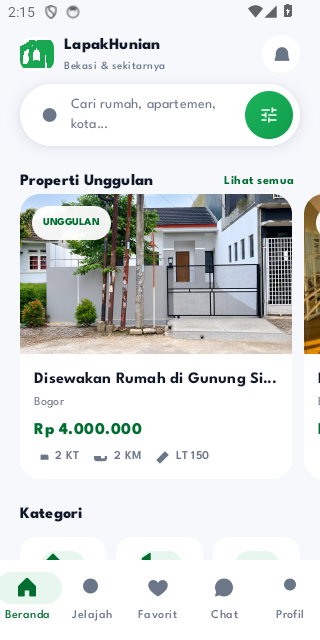 2:15
LapakHunian
Bekasi & sekitarnya
Cari rumah, apartemen,
kota...
Properti Unggulan
Lihat semua
UNGGULAN
Disewakan Rumah di Gunung Si...
Bogor
Rp 4.000.000
2 KT 2 KM LT 150
Kategori
Beranda Jelajah Favorit Chat Profil